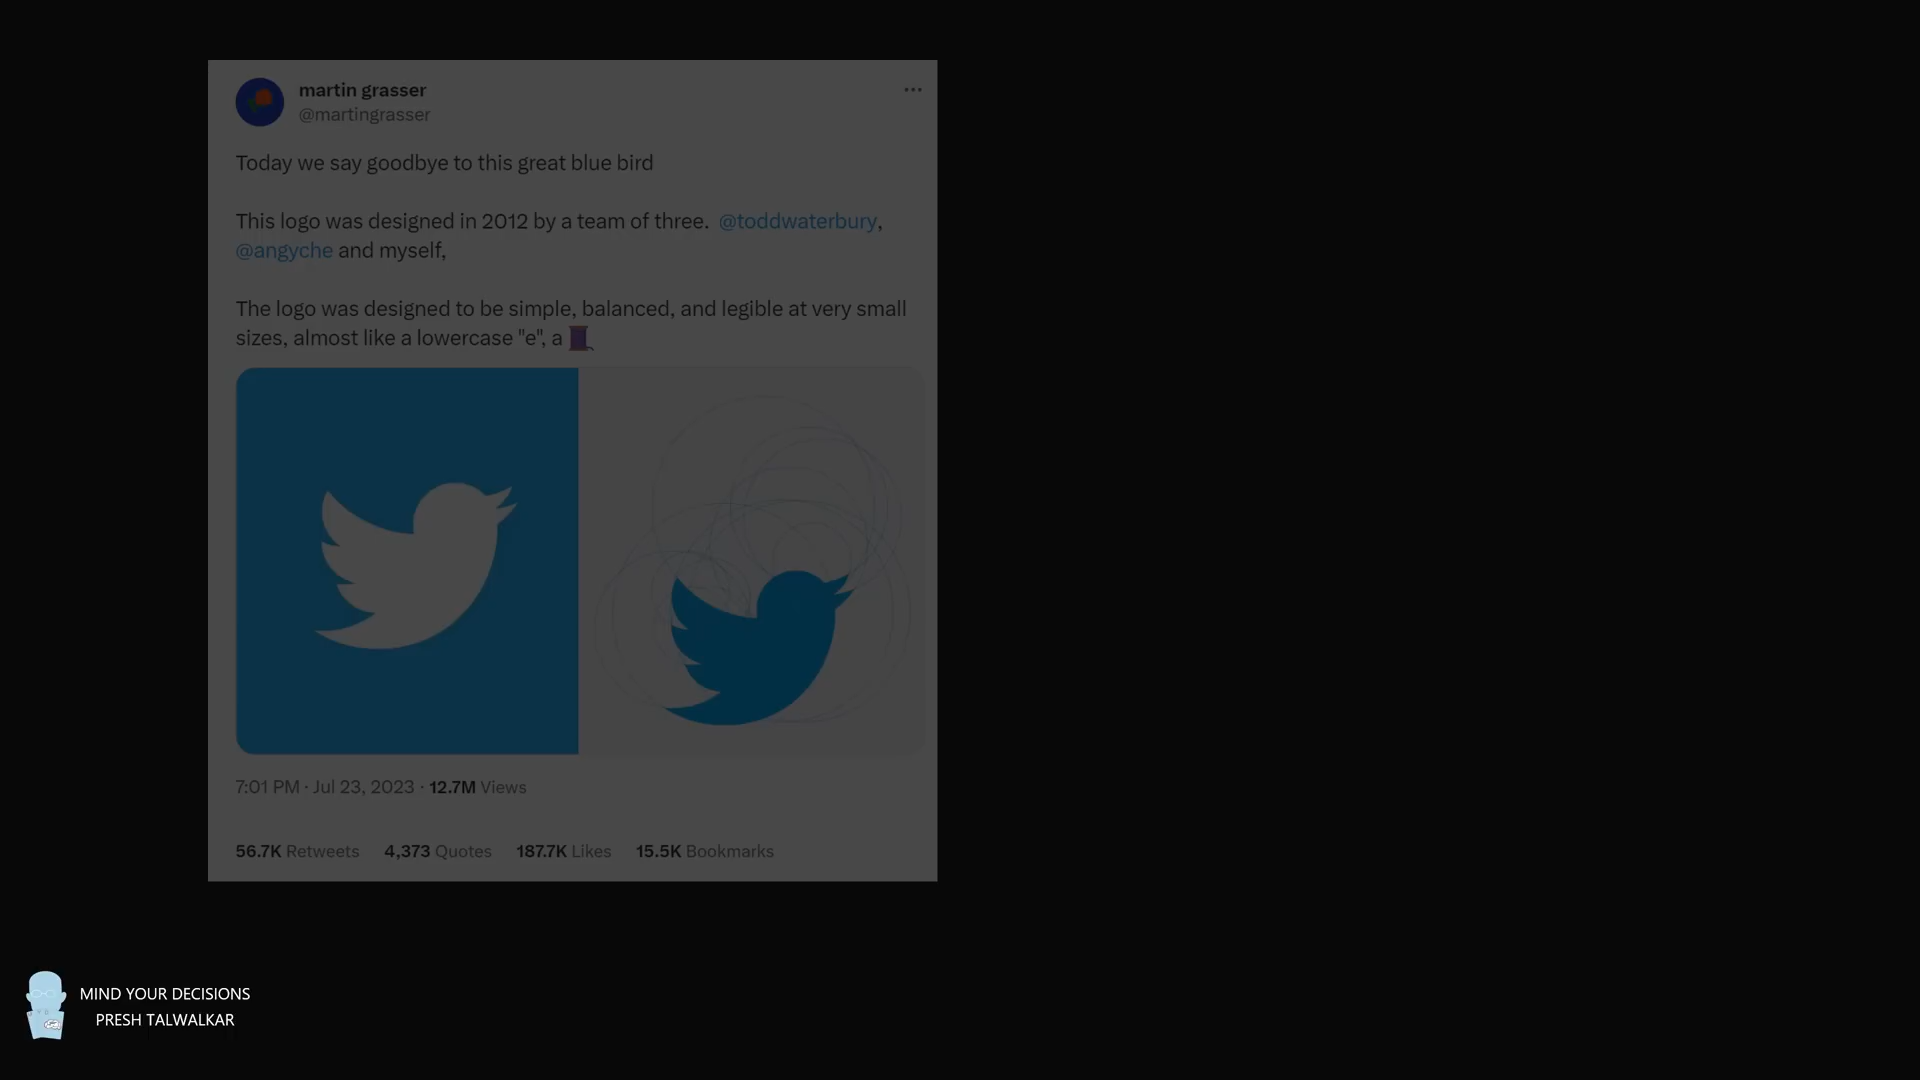 martin grasser
@martingrasser
Today we say goodbye to this great blue bird
This logo was designed in 2012 by a team of three. @toddwaterbury,
@angyche and myself,
The logo was designed to be simple, balanced, and legible at very small
sizes, almost like a lowercase "e", a 🧵
7:01 PM · Jul 23, 2023 · 12.7M Views
56.7K Retweets 4,373 Quotes 187.7K Likes 15.5K Bookmarks
MIND YOUR DECISIONS
PRESH TALWALKAR